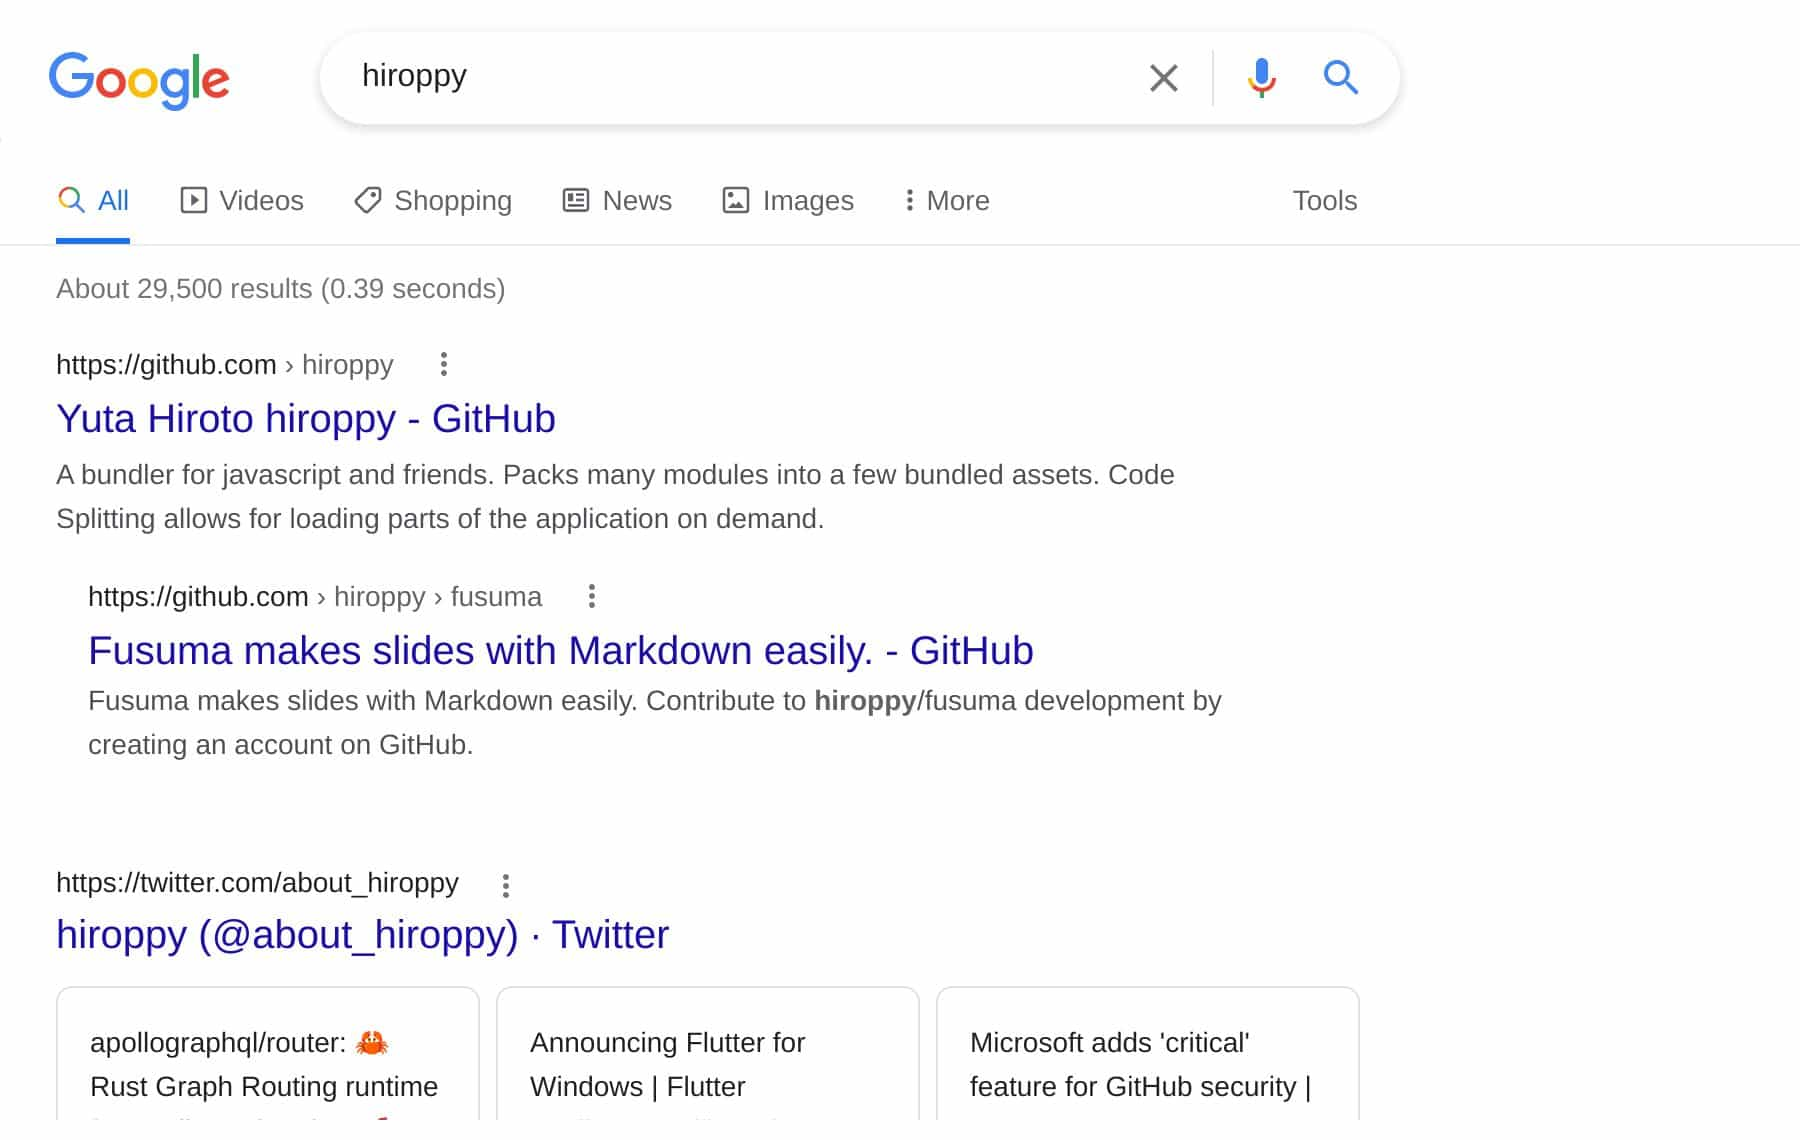 Google
hiroppy
All Videos Shopping News Images More Tools
About 29,500 results (0.39 seconds)
https://github.com › hiroppy
Yuta Hiroto hiroppy - GitHub
A bundler for javascript and friends. Packs many modules into a few bundled assets. Code
Splitting allows for loading parts of the application on demand.
https://github.com › hiroppy › fusuma
Fusuma makes slides with Markdown easily. - GitHub
Fusuma makes slides with Markdown easily. Contribute to hiroppy/fusuma development by
creating an account on GitHub.
https://twitter.com/about_hiroppy
hiroppy (@about_hiroppy) · Twitter
apollographql/router: 🦀
Rust Graph Routing runtime
Announcing Flutter for
Windows | Flutter
Microsoft adds 'critical'
feature for GitHub security |